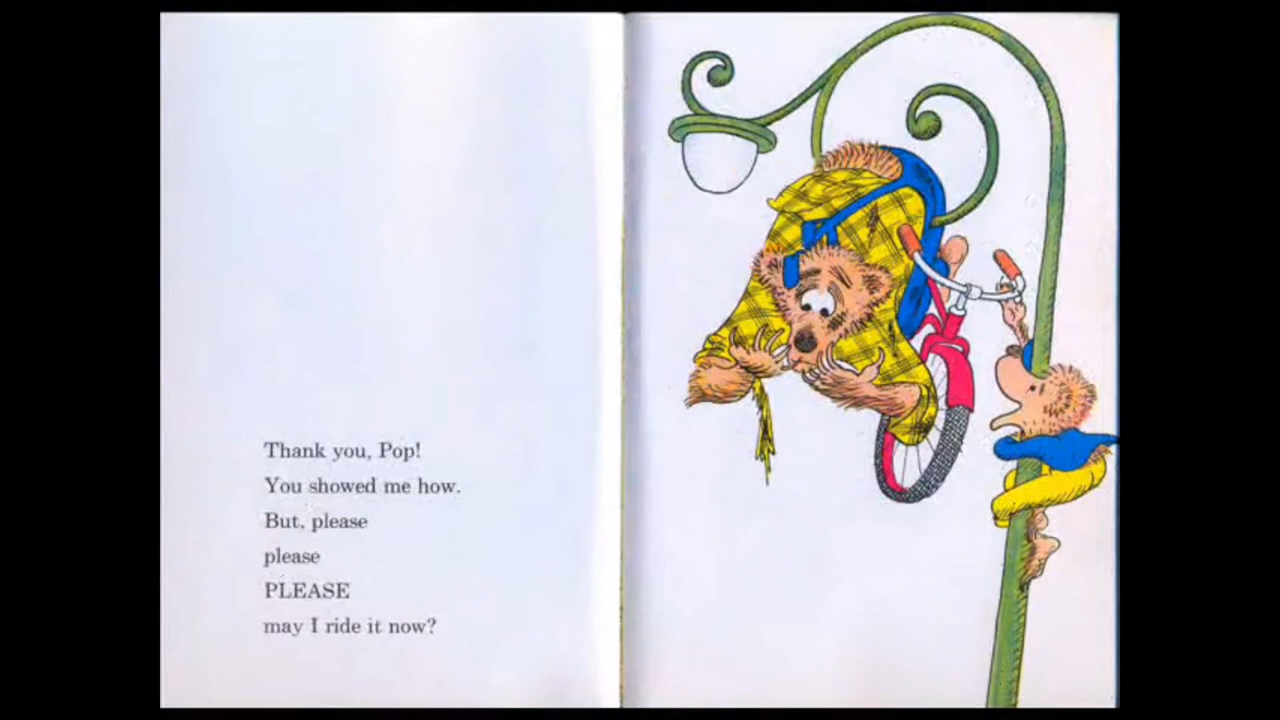 Thank you, Pop!
You showed me how.
But, please
please
PLEASE
may I ride it now?